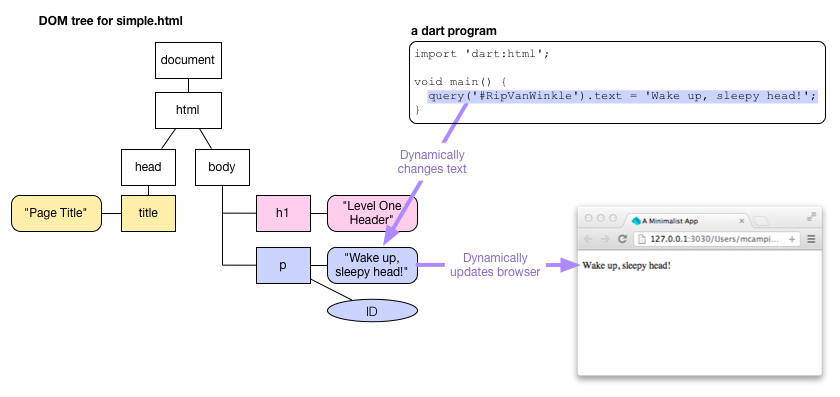 DOM tree for simple.html
a dart program
document
import 'dart:html';
void main() {
query('#RipVanWinkle').text = 'Wake up, sleepy head!';
}
html
head
body
Dynamically
changes text
"Page Title"
title
h1
"Level One
Header"
p
"Wake up,
sleepy head!"
Dynamically
updates browser
ID
A Minimalist App
127.0.0.1:3030/Users/mcampi...
Wake up, sleepy head!